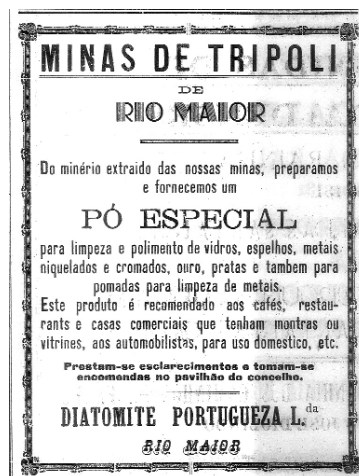 MINAS DE TRIPOLI
DE
RIO MAIOR
Do minério extraido das nossas minas, preparamos
e fornecemos um
PÓ ESPECIAL
para limpeza e polimento de vidros, espelhos, metais
niquelados e cromados, ouro, pratas e tambem para
pomadas para limpeza de metais.
Este produto é recomendado aos cafés, restau-
rants e casas comerciais que tenham montras ou
vitrines, aos automobilistas, para uso domestico, etc.
Prestam-se esclarecimentos e tomam-se
encomendas no pavilhão do concelho.
DIATOMITE PORTUGUEZA L.da
RIO MAIOR